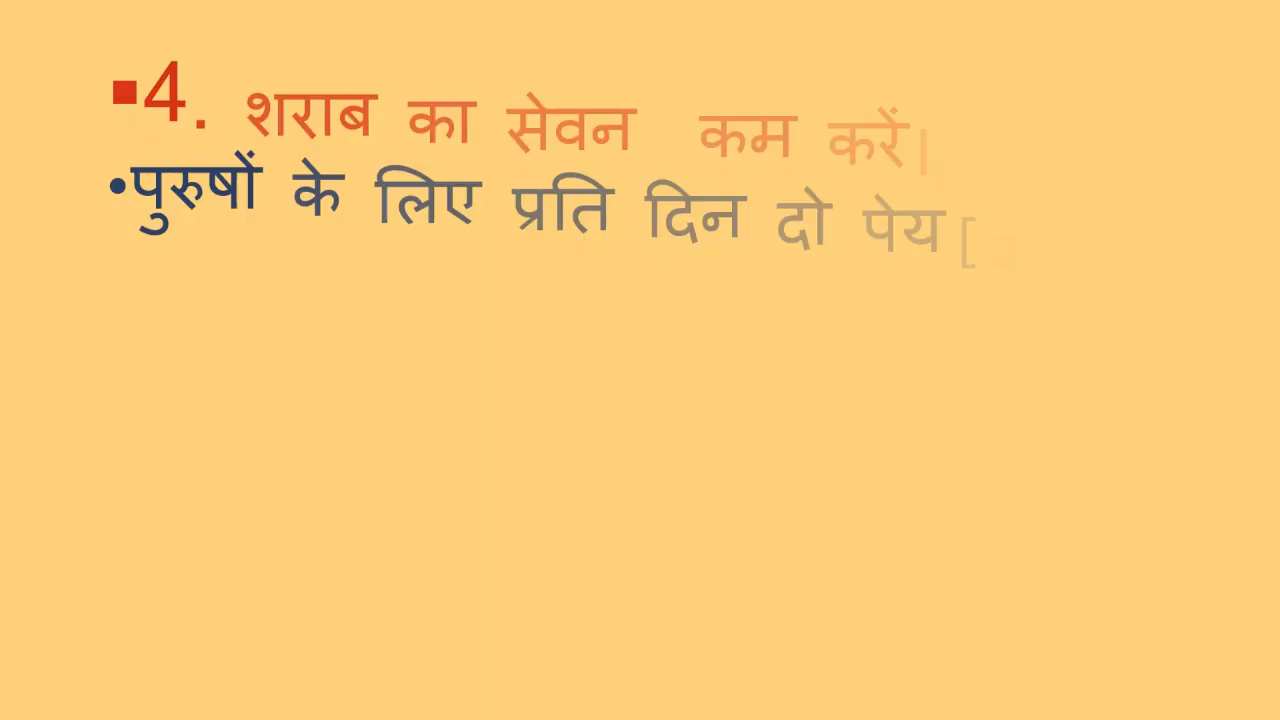 ▪4. शराब का सेवन कम करें।
•पुरुषों के लिए प्रति दिन दो पेय [